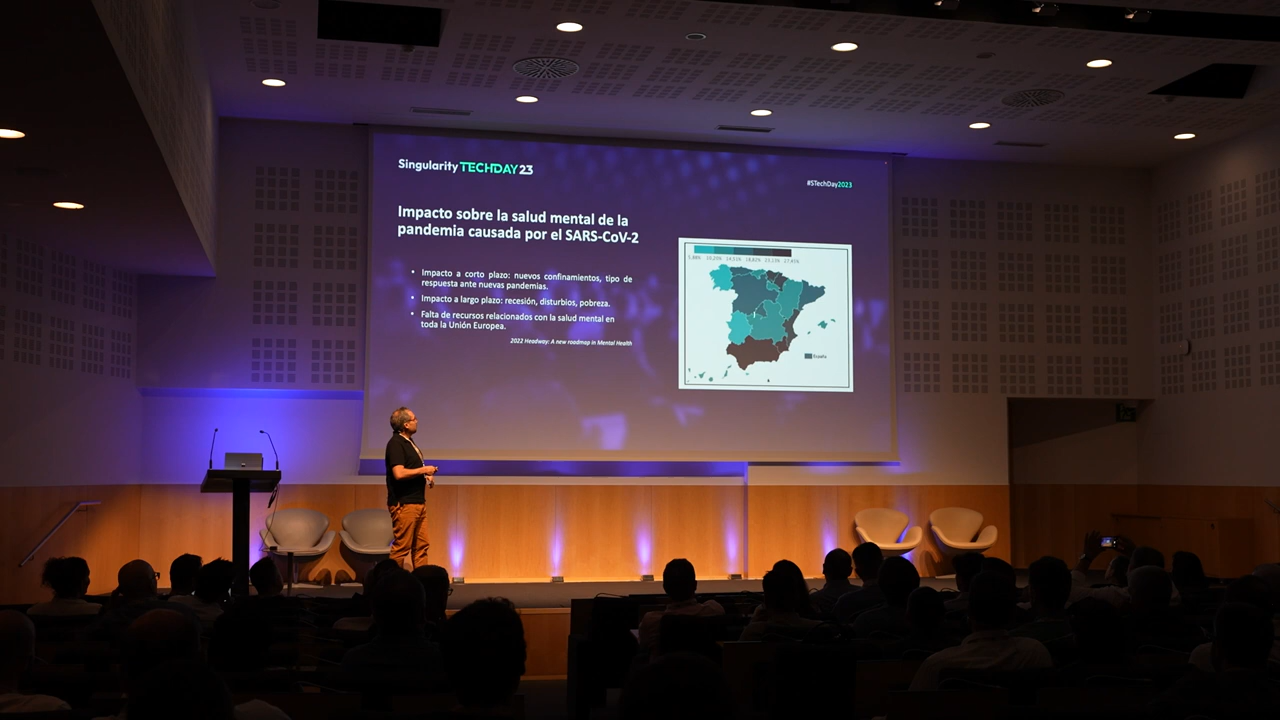 Singularity TECHDAY23
#STechDay2023
Impacto sobre la salud mental de la
pandemia causada por el SARS-CoV-2
• Impacto a corto plazo: nuevos confinamientos, tipo de
respuesta ante nuevas pandemias.
• Impacto a largo plazo: recesión, disturbios, pobreza.
• Falta de recursos relacionados con la salud mental en
toda la Unión Europea.
2022 Headway: A new roadmap in Mental Health
España